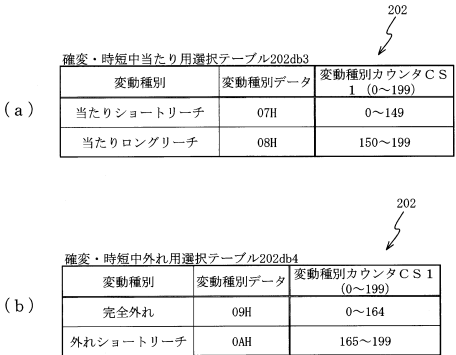 202
確変・時短中当たり用選択テーブル202db3
変動種別 変動種別データ 変動種別カウンタCS
1 (0~199)
(a)
当たりショートリーチ 07H 0~149
当たりロングリーチ 08H 150~199
202
確変・時短中外れ用選択テーブル202db4
変動種別 変動種別データ 変動種別カウンタCS1
(0~199)
(b)
完全外れ 09H 0~164
外れショートリーチ 0AH 165~199